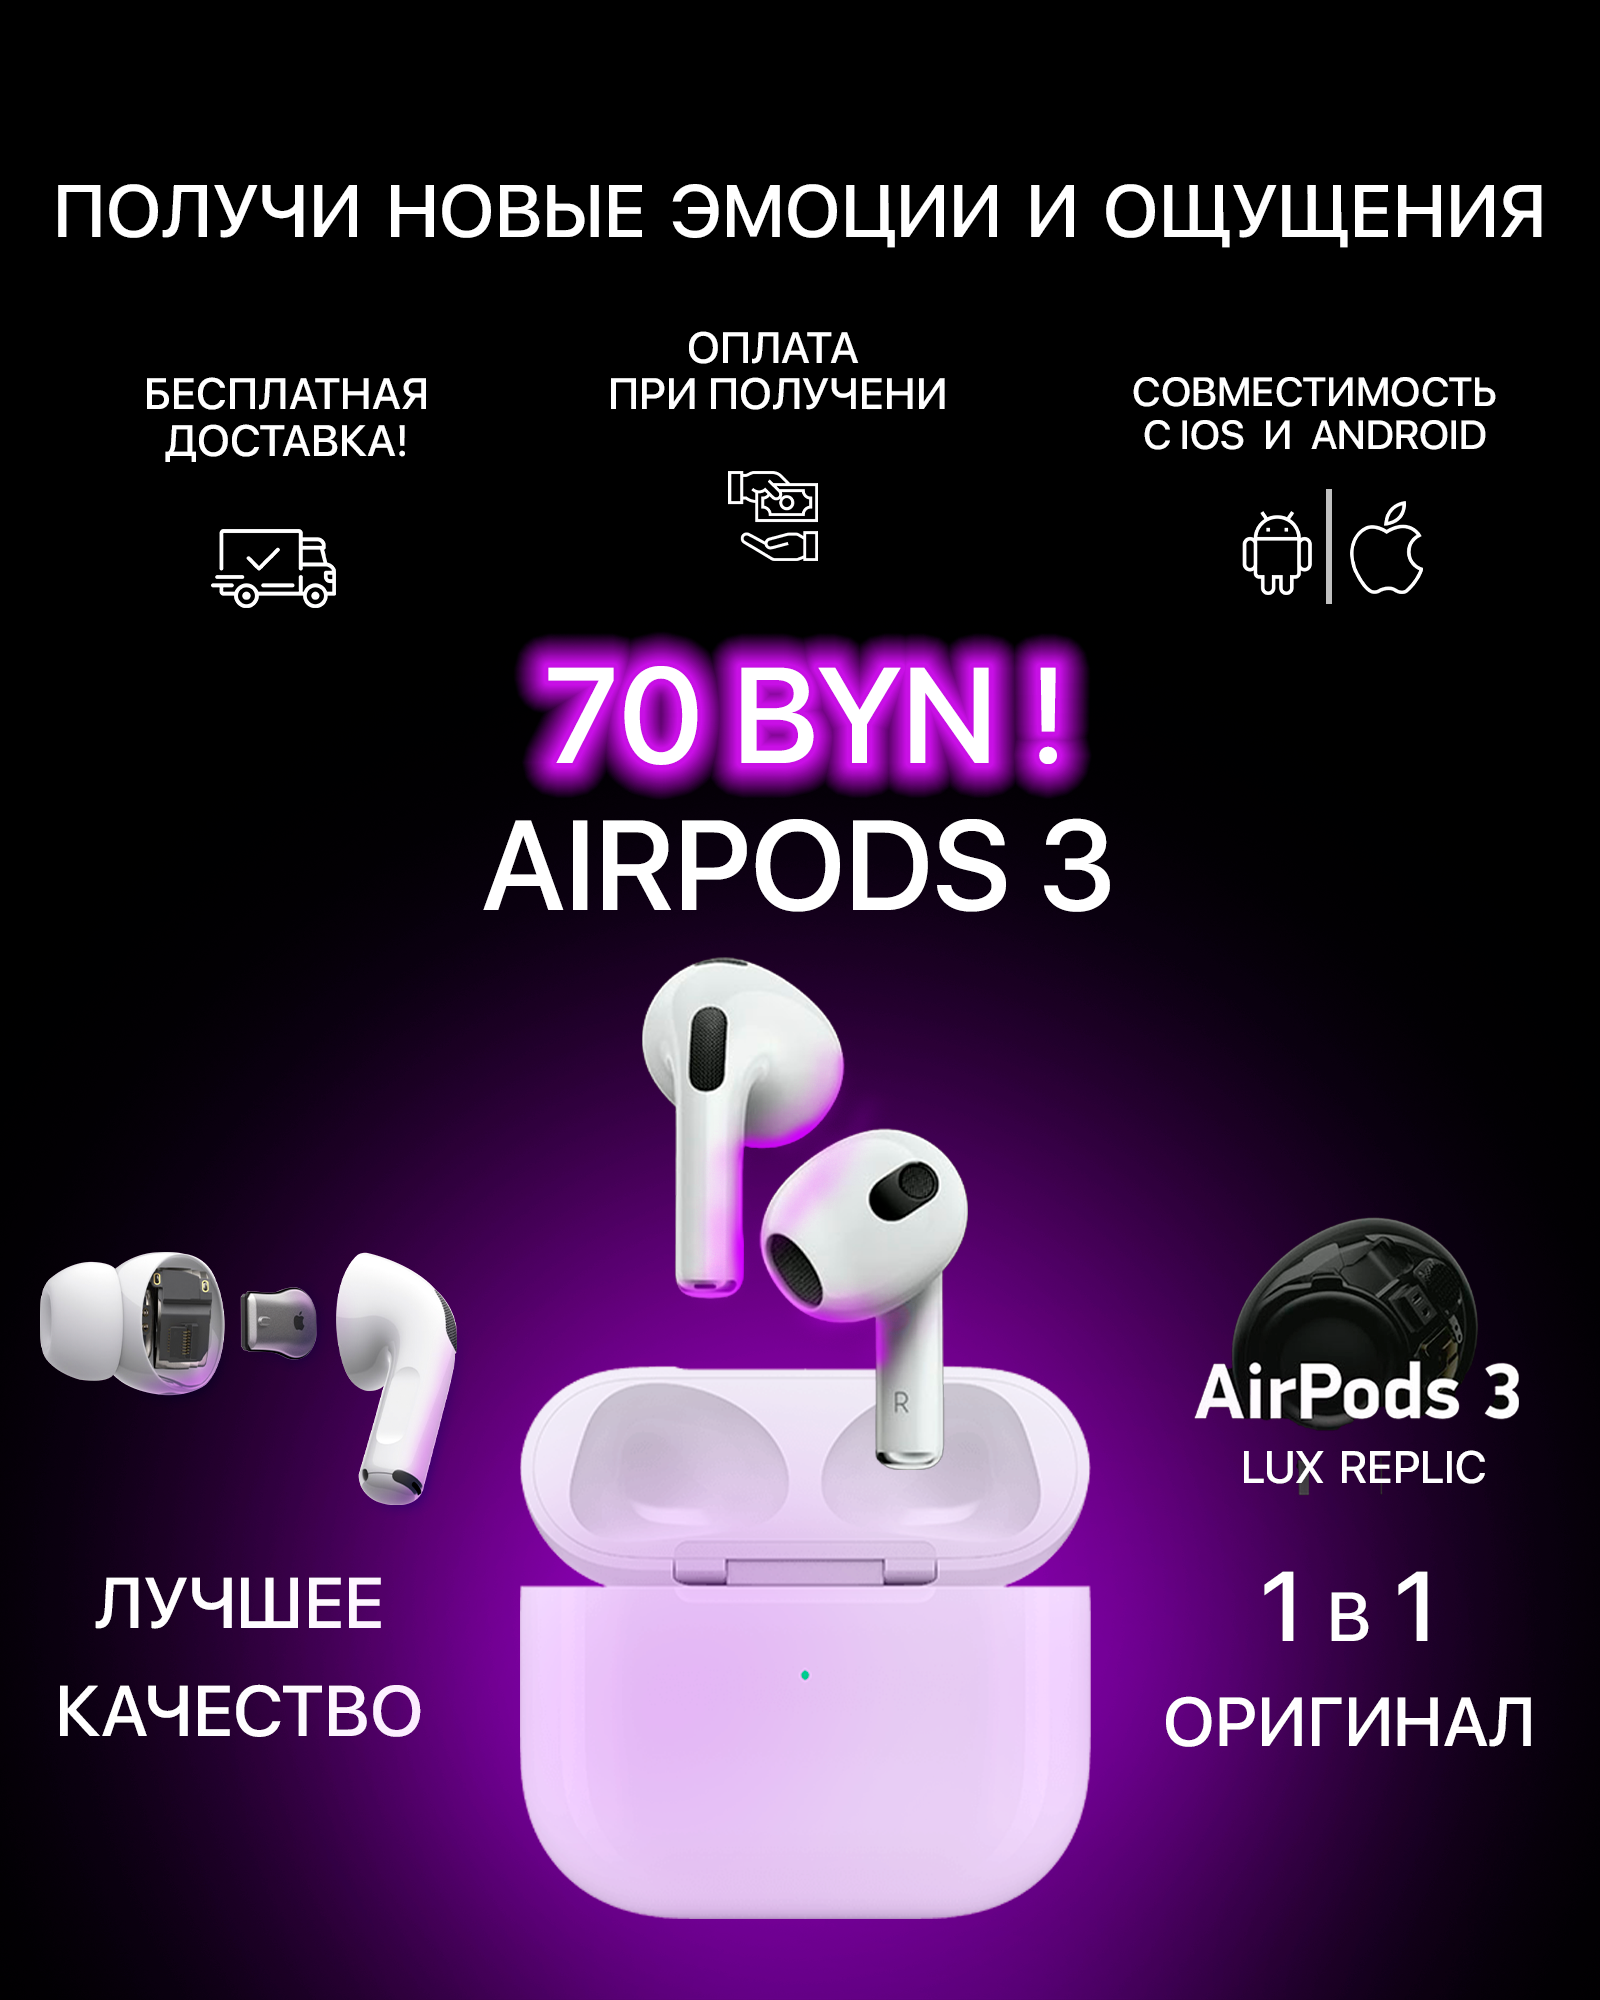 ПОЛУЧИ НОВЫЕ ЭМОЦИИ И ОЩУЩЕНИЯ
БЕСПЛАТНАЯ
ДОСТАВКА!
ОПЛАТА
ПРИ ПОЛУЧЕНИ
СОВМЕСТИМОСТЬ
С IOS И ANDROID
70 BYN !
AIRPODS 3
R
AirPods 3
LUX REPLIC
ЛУЧШЕЕ
КАЧЕСТВО
1 В 1
ОРИГИНАЛ